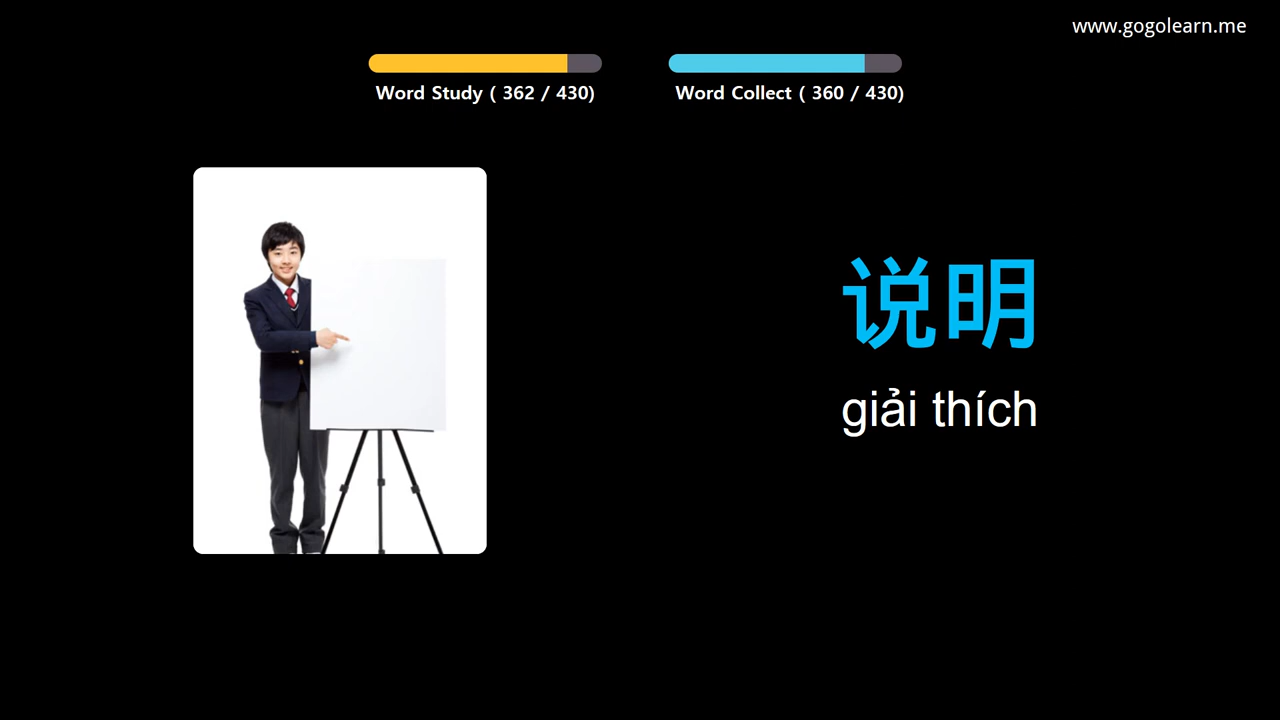 www.gogolearn.me
Word Study ( 362 / 430)
Word Collect ( 360 / 430)
说明
giải thích